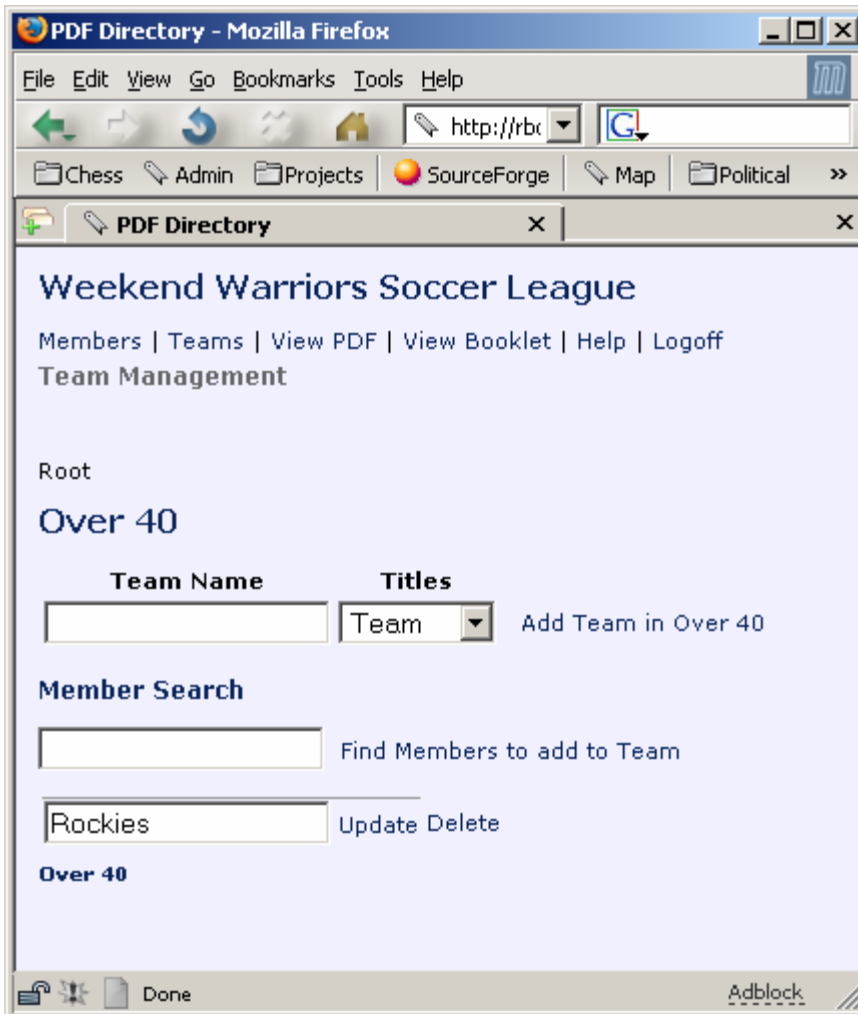 PDF Directory - Mozilla Firefox
File Edit View Go Bookmarks Tools Help
http://rbc G
Chess Admin Projects SourceForge Map Political »
PDF Directory
Weekend Warriors Soccer League
Members | Teams | View PDF | View Booklet | Help | Logoff
Team Management
Root
Over 40
Team Name Titles
Team Add Team in Over 40
Member Search
Find Members to add to Team
Rockies Update Delete
Over 40
Done Adblock